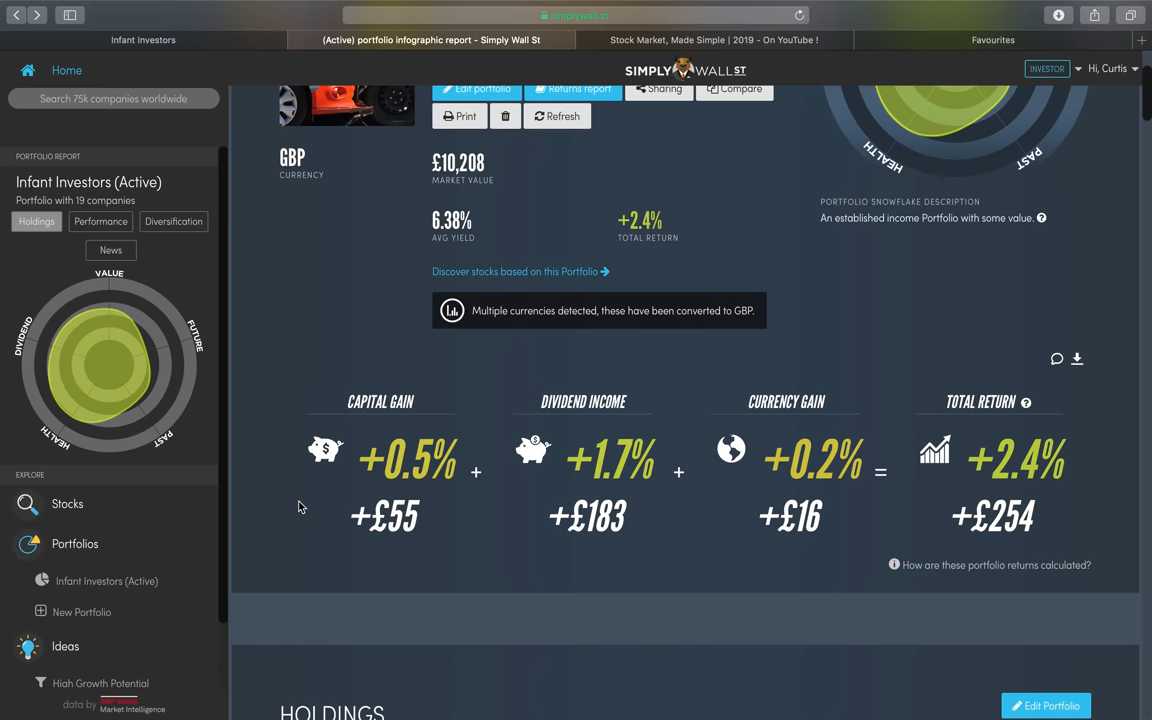 simplywall.st
Infant Investors
(Active) portfolio infographic report - Simply Wall St
Stock Market, Made Simple | 2019 - On YouTube !
Favourites
Home
SIMPLY WALL ST
INVESTOR
Hi, Curtis
Search 75k companies worldwide
PORTFOLIO REPORT
Infant Investors (Active)
Portfolio with 19 companies
Holdings
Performance
Diversification
News
VALUE
FUTURE
PAST
HEALTH
DIVIDEND
EXPLORE
Stocks
Portfolios
Infant Investors (Active)
New Portfolio
Ideas
High Growth Potential
data by
Market Intelligence
Edit portfolio
Returns report
Sharing
Compare
Print
Refresh
GBP
CURRENCY
£10,208
MARKET VALUE
6.38%
AVG YIELD
+2.4%
TOTAL RETURN
Discover stocks based on this Portfolio
Multiple currencies detected, these have been converted to GBP.
HEALTH
PAST
PORTFOLIO SNOWFLAKE DESCRIPTION
An established income Portfolio with some value.
CAPITAL GAIN
+0.5%
+£55
+
DIVIDEND INCOME
+1.7%
+£183
+
CURRENCY GAIN
+0.2%
+£16
=
TOTAL RETURN
+2.4%
+£254
How are these portfolio returns calculated?
HOLDINGS
Edit Portfolio